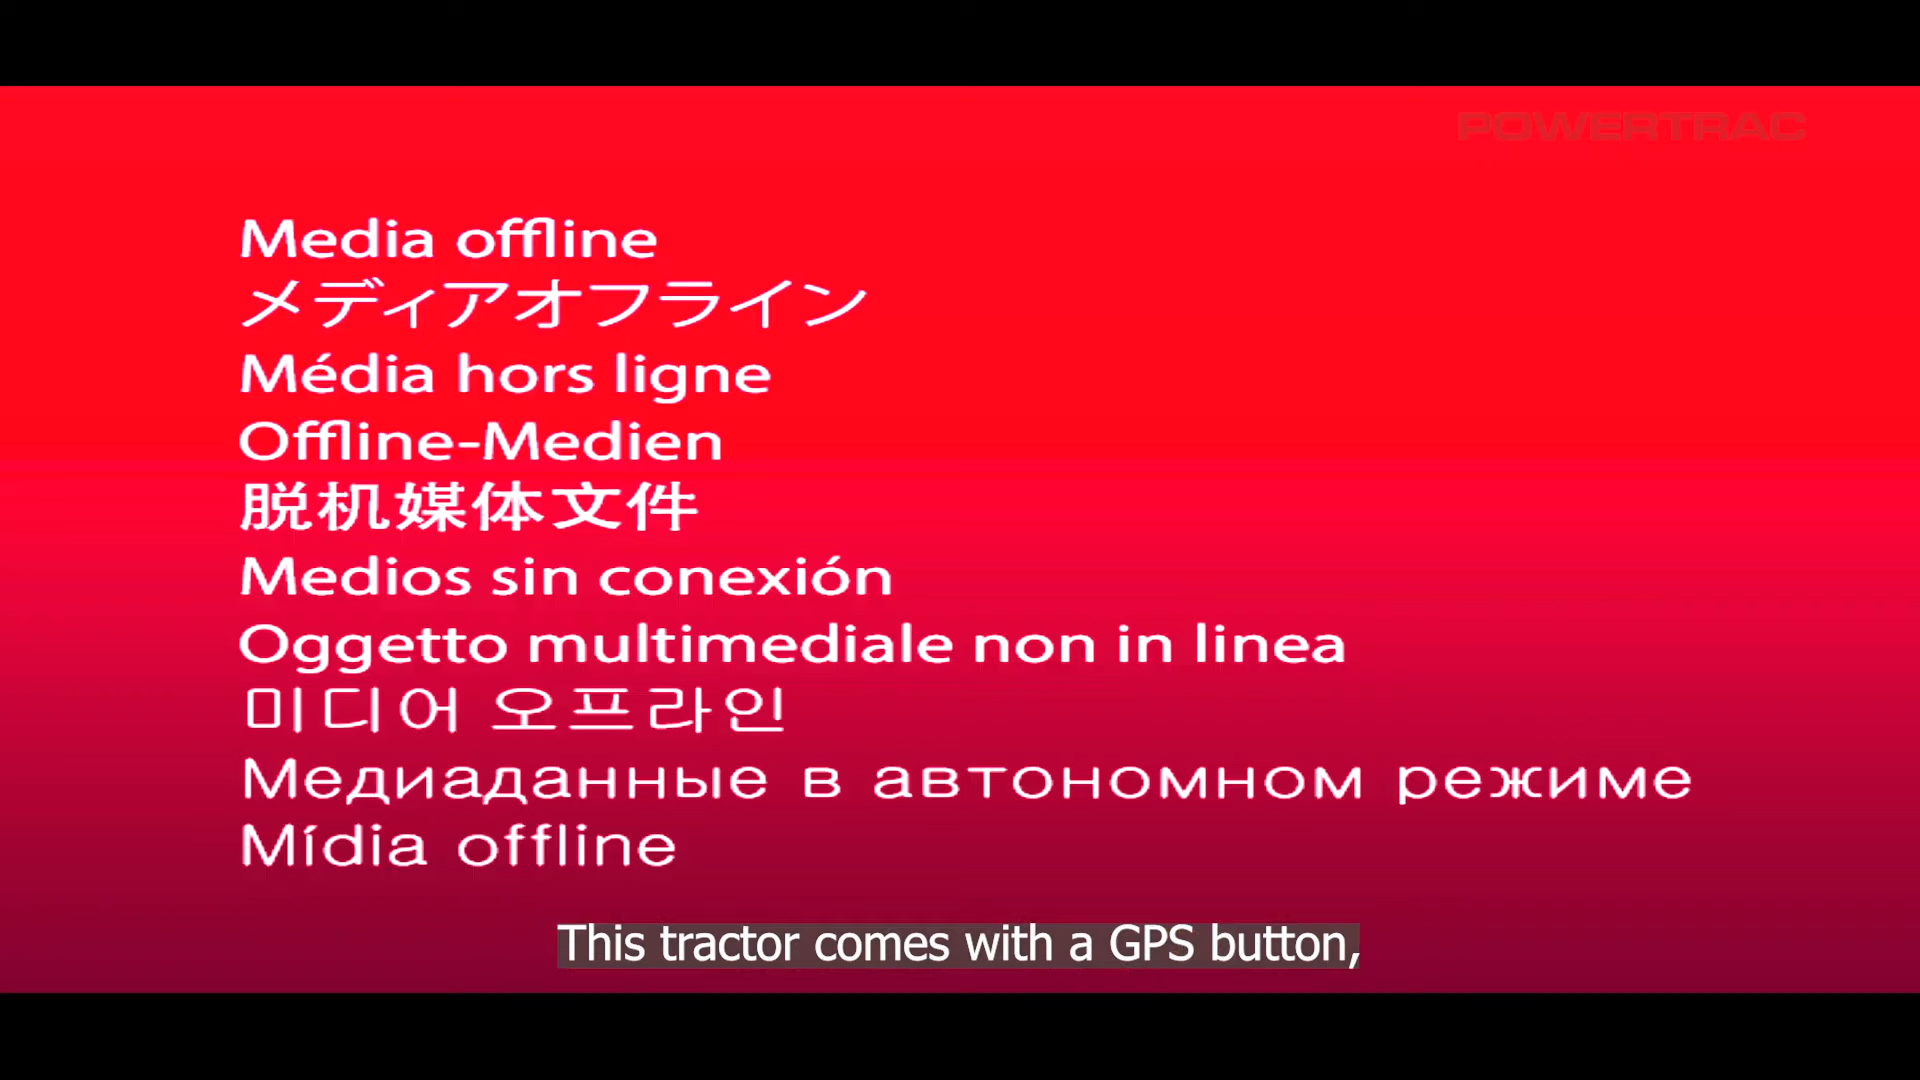 POWERTRAC
Media offline
メディアオフライン
Média hors ligne
Offline-Medien
脱机媒体文件
Medios sin conexión
Oggetto multimediale non in linea
미디어 오프라인
Медиаданные в автономном режиме
Mídia offline
This tractor comes with a GPS button,